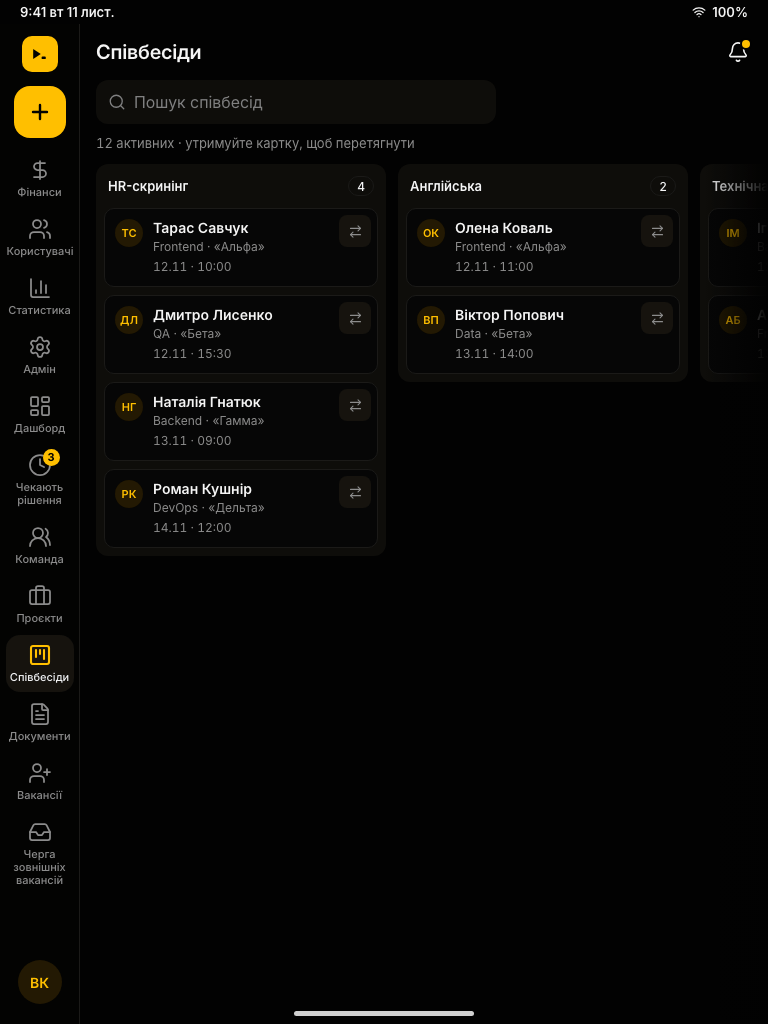 9:41 вт 11 лист.
100%
Співбесіди
Пошук співбесід
12 активних · утримуйте картку, щоб перетягнути
Фінанси
Користувачі
Статистика
Адмін
Дашборд
3
Чекають
рішення
Команда
Проєкти
Співбесіди
Документи
Вакансії
Черга
зовнішніх
вакансій
ВК
HR-скринінг
4
ТС
Тарас Савчук
Frontend · «Альфа»
12.11 · 10:00
ДЛ
Дмитро Лисенко
QA · «Бета»
12.11 · 15:30
НГ
Наталія Гнатюк
Backend · «Гамма»
13.11 · 09:00
РК
Роман Кушнір
DevOps · «Дельта»
14.11 · 12:00
Англійська
2
ОК
Олена Коваль
Frontend · «Альфа»
12.11 · 11:00
ВП
Віктор Попович
Data · «Бета»
13.11 · 14:00
ІМ
АБ